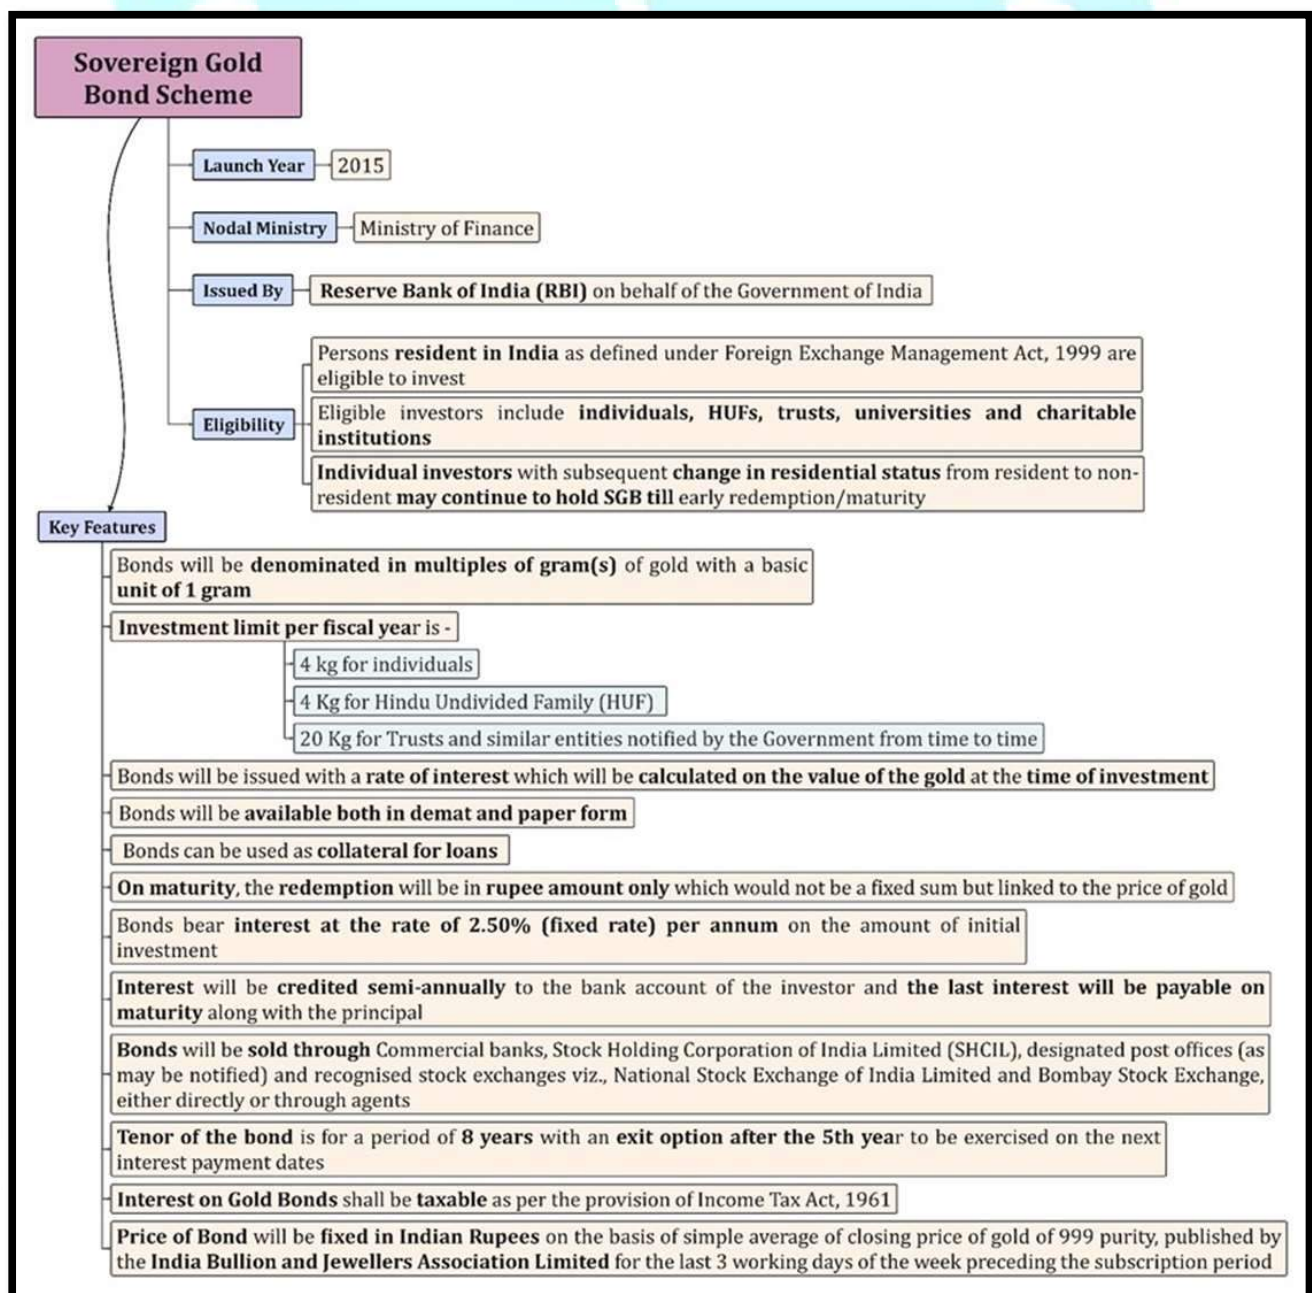 Sovereign Gold
Bond Scheme
Launch Year
2015
Nodal Ministry
Ministry of Finance
Issued By
Reserve Bank of India (RBI) on behalf of the Government of India
Eligibility
Persons resident in India as defined under Foreign Exchange Management Act, 1999 are
eligible to invest
Eligible investors include individuals, HUFs, trusts, universities and charitable
institutions
Individual investors with subsequent change in residential status from resident to non-
resident may continue to hold SGB till early redemption/maturity
Key Features
Bonds will be denominated in multiples of gram(s) of gold with a basic
unit of 1 gram
Investment limit per fiscal year is -
4 kg for individuals
4 Kg for Hindu Undivided Family (HUF)
20 Kg for Trusts and similar entities notified by the Government from time to time
Bonds will be issued with a rate of interest which will be calculated on the value of the gold at the time of investment
Bonds will be available both in demat and paper form
Bonds can be used as collateral for loans
On maturity, the redemption will be in rupee amount only which would not be a fixed sum but linked to the price of gold
Bonds bear interest at the rate of 2.50% (fixed rate) per annum on the amount of initial
investment
Interest will be credited semi-annually to the bank account of the investor and the last interest will be payable on
maturity along with the principal
Bonds will be sold through Commercial banks, Stock Holding Corporation of India Limited (SHCIL), designated post offices (as
may be notified) and recognised stock exchanges viz., National Stock Exchange of India Limited and Bombay Stock Exchange,
either directly or through agents
Tenor of the bond is for a period of 8 years with an exit option after the 5th year to be exercised on the next
interest payment dates
Interest on Gold Bonds shall be taxable as per the provision of Income Tax Act, 1961
Price of Bond will be fixed in Indian Rupees on the basis of simple average of closing price of gold of 999 purity, published by
the India Bullion and Jewellers Association Limited for the last 3 working days of the week preceding the subscription period